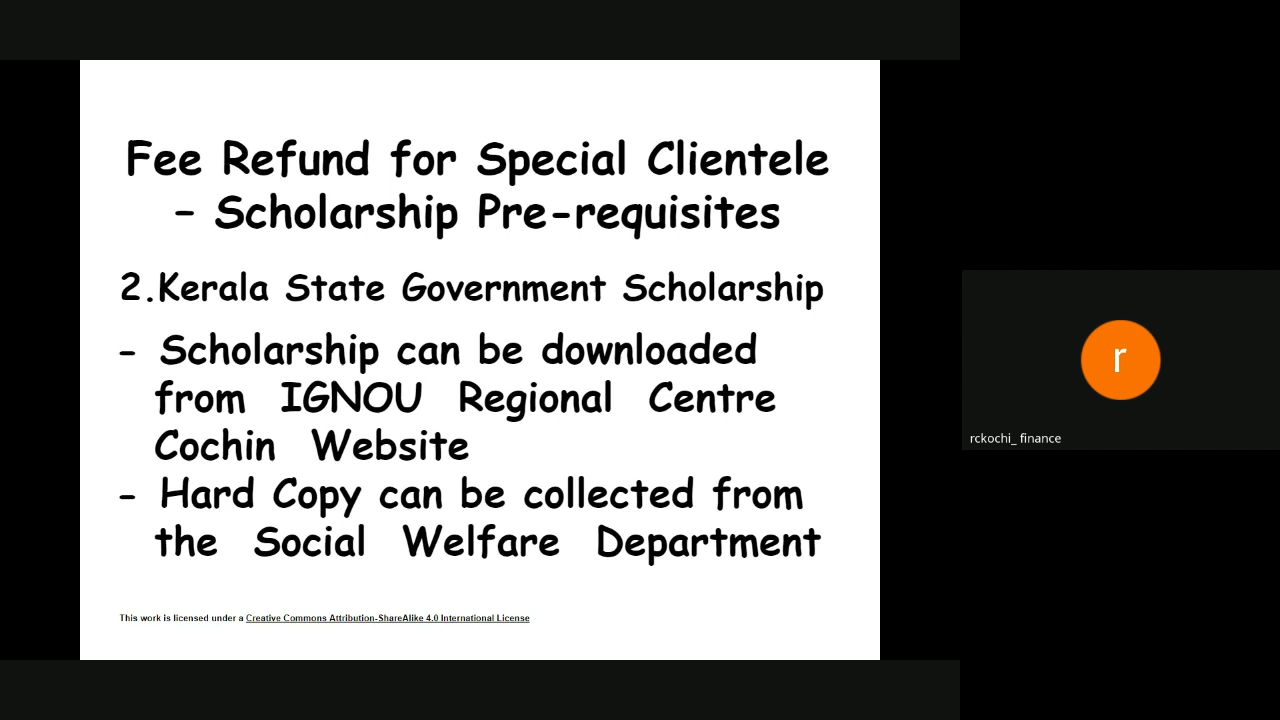 Fee Refund for Special Clientele
– Scholarship Pre-requisites
2.Kerala State Government Scholarship
- Scholarship can be downloaded
from IGNOU Regional Centre
Cochin Website
- Hard Copy can be collected from
the Social Welfare Department
This work is licensed under a Creative Commons Attribution-ShareAlike 4.0 International License
r
rckochi_ finance